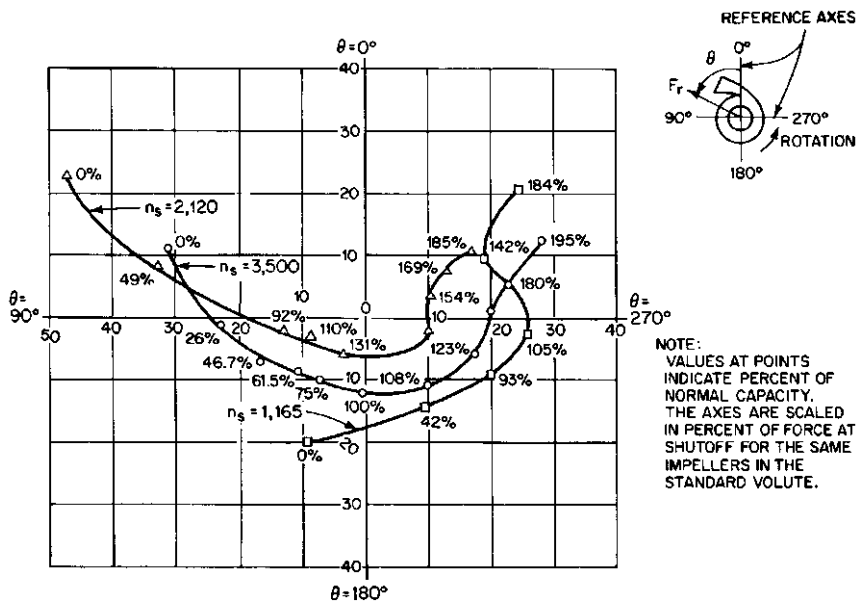 REFERENCE AXES
θ=0°
0°
θ
Fr
90°
270°
ROTATION
180°
40
30
20
184%
0%
ns=2,120
0%
185%
142%
195%
10
ns=3,500
169%
180%
49%
10
154%
θ= 90°
92%
110%
0
10
θ= 270°
50 40 30 20 10 20 30 40
26%
131%
123%
105%
46.7%
61.5%
75%
10
108%
93%
100%
ns=1,165
42%
20
0%
30
40
θ=180°
NOTE:
VALUES AT POINTS
INDICATE PERCENT OF
NORMAL CAPACITY.
THE AXES ARE SCALED
IN PERCENT OF FORCE AT
SHUTOFF FOR THE SAME
IMPELLERS IN THE
STANDARD VOLUTE.